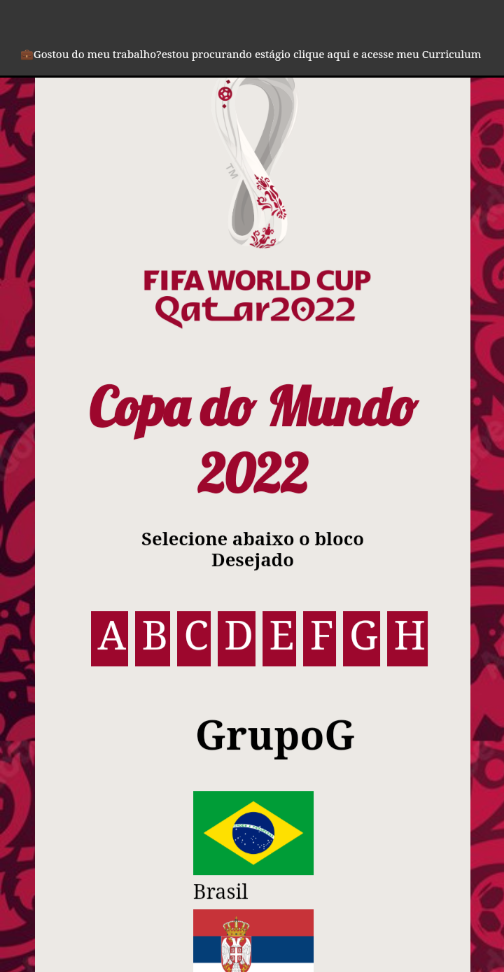 💼Gostou do meu trabalho?estou procurando estágio clique aqui e acesse meu Curriculum
TM
FIFA WORLD CUP
Qatar2022
Copa do Mundo
2022
Selecione abaixo o bloco
Desejado
A B C D E F G H
GrupoG
Brasil